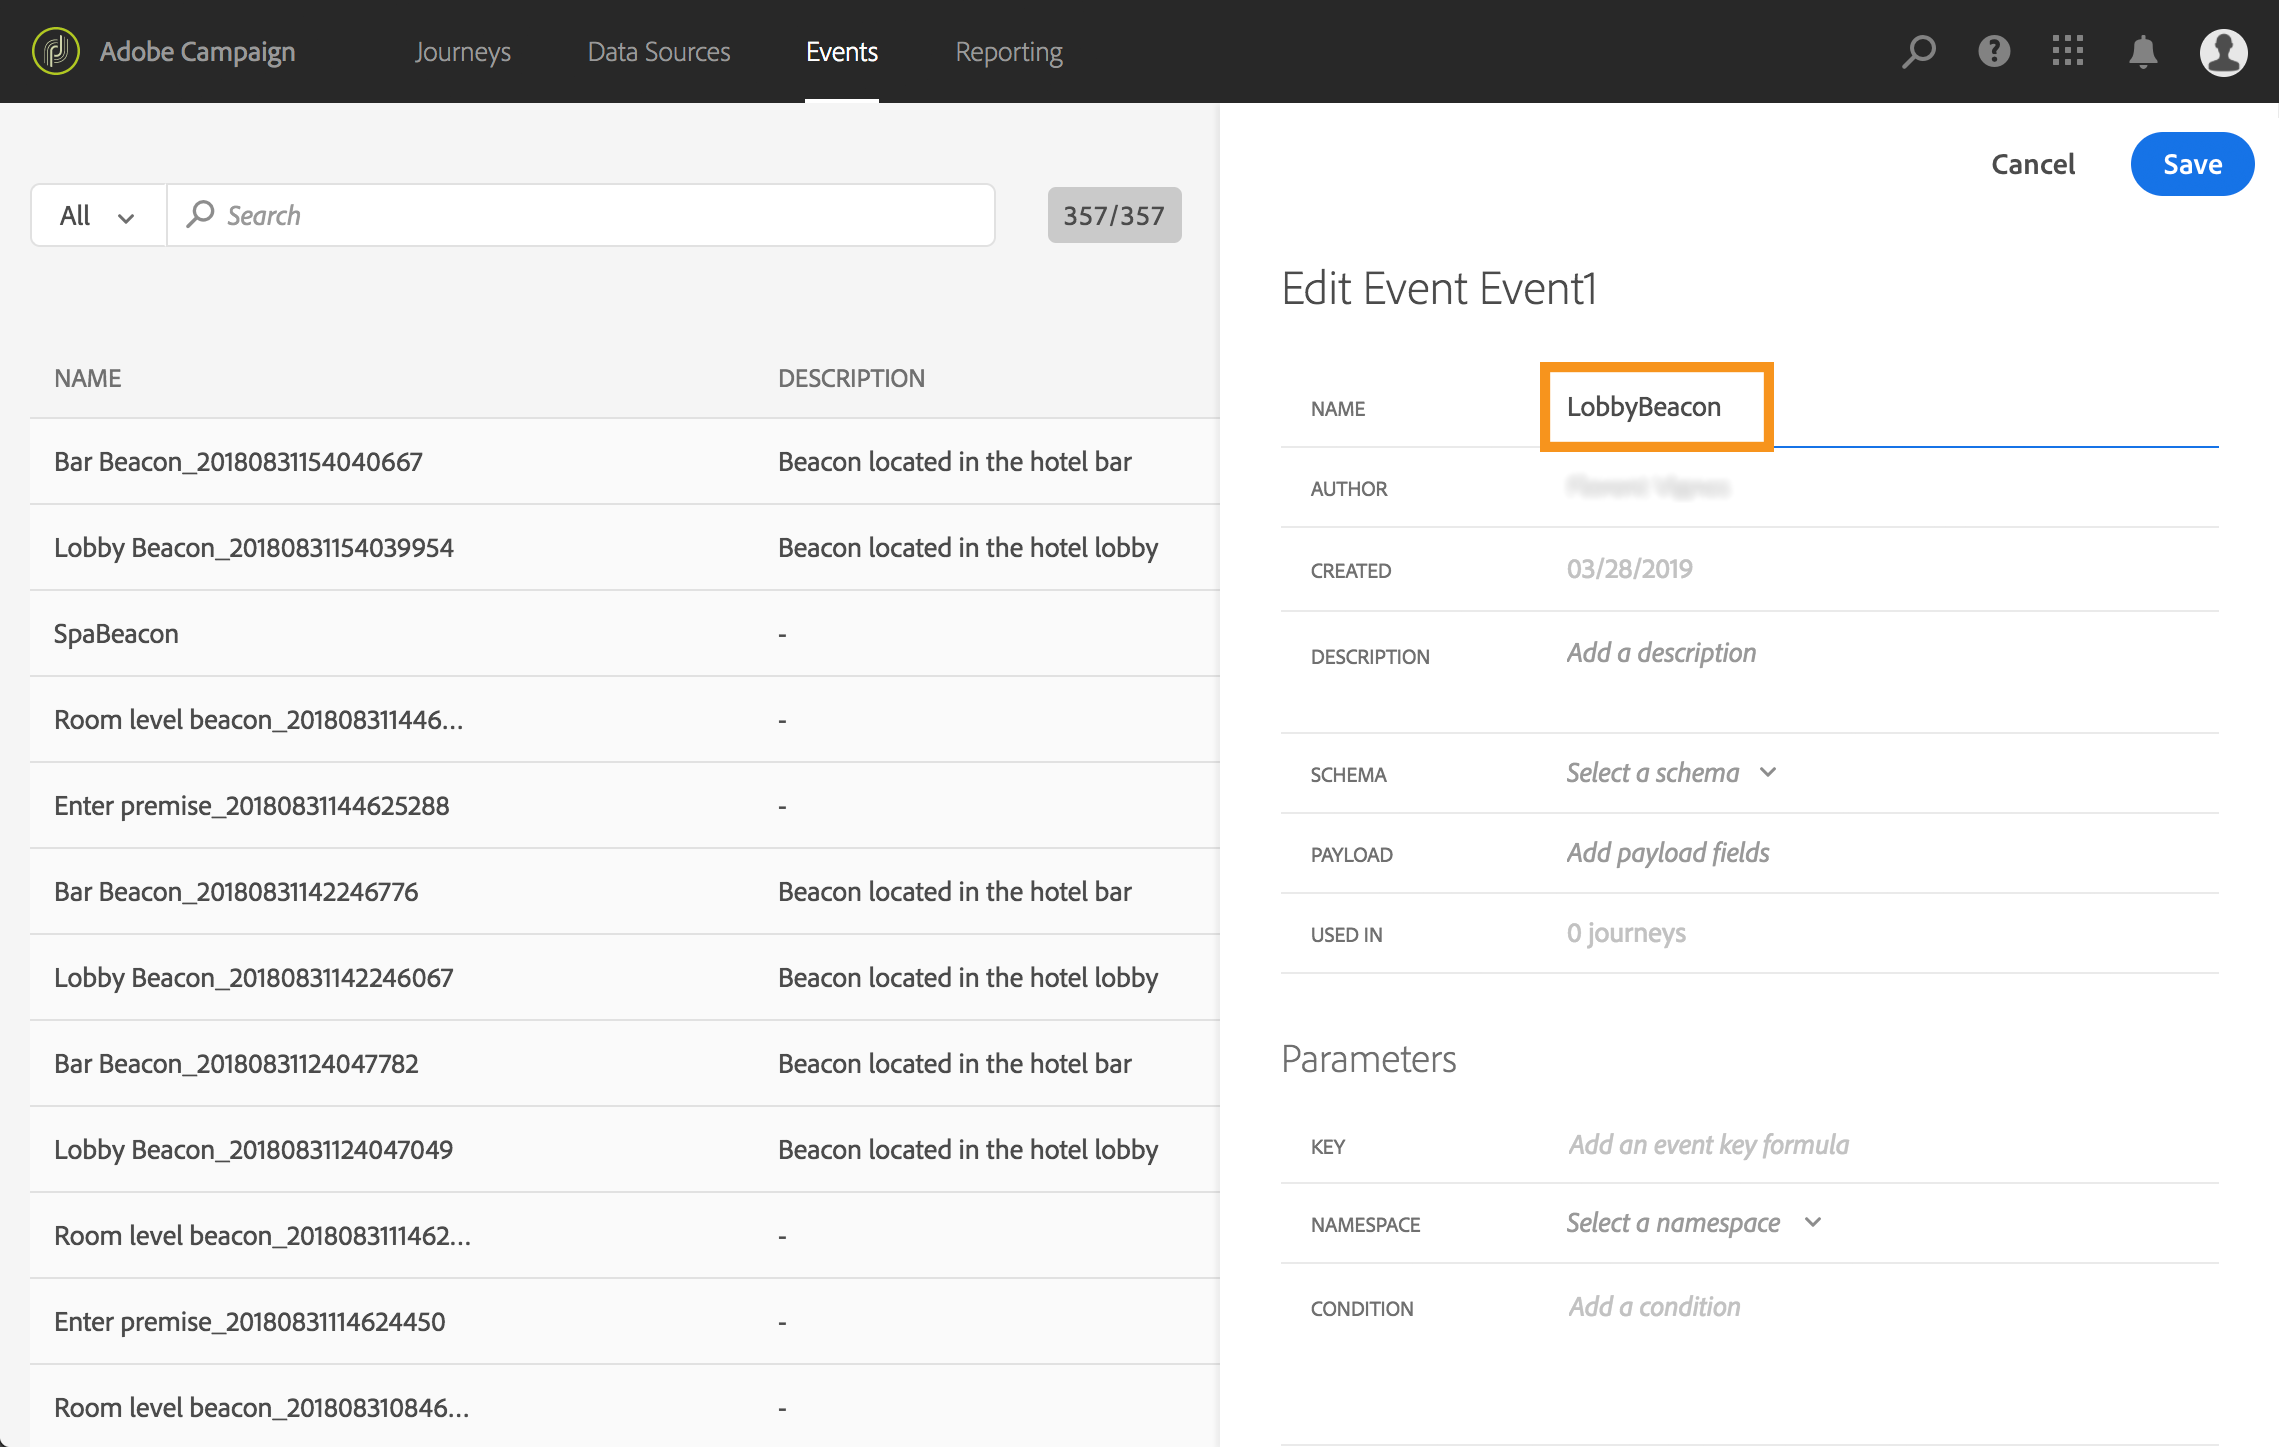 Adobe Campaign Journeys Data Sources Events Reporting
Cancel Save
All Search 357/357
Edit Event Event1
NAME DESCRIPTION
Bar Beacon_20180831154040667 Beacon located in the hotel bar
Lobby Beacon_20180831154039954 Beacon located in the hotel lobby
SpaBeacon -
Room level beacon_201808311446... -
Enter premise_20180831144625288 -
Bar Beacon_20180831142246776 Beacon located in the hotel bar
Lobby Beacon_20180831142246067 Beacon located in the hotel lobby
Bar Beacon_20180831124047782 Beacon located in the hotel bar
Lobby Beacon_20180831124047049 Beacon located in the hotel lobby
Room level beacon_2018083111462... -
Enter premise_20180831114624450 -
Room level beacon_201808310846... -
NAME LobbyBeacon
AUTHOR
CREATED 03/28/2019
DESCRIPTION Add a description
SCHEMA Select a schema
PAYLOAD Add payload fields
USED IN 0 journeys
Parameters
KEY Add an event key formula
NAMESPACE Select a namespace
CONDITION Add a condition